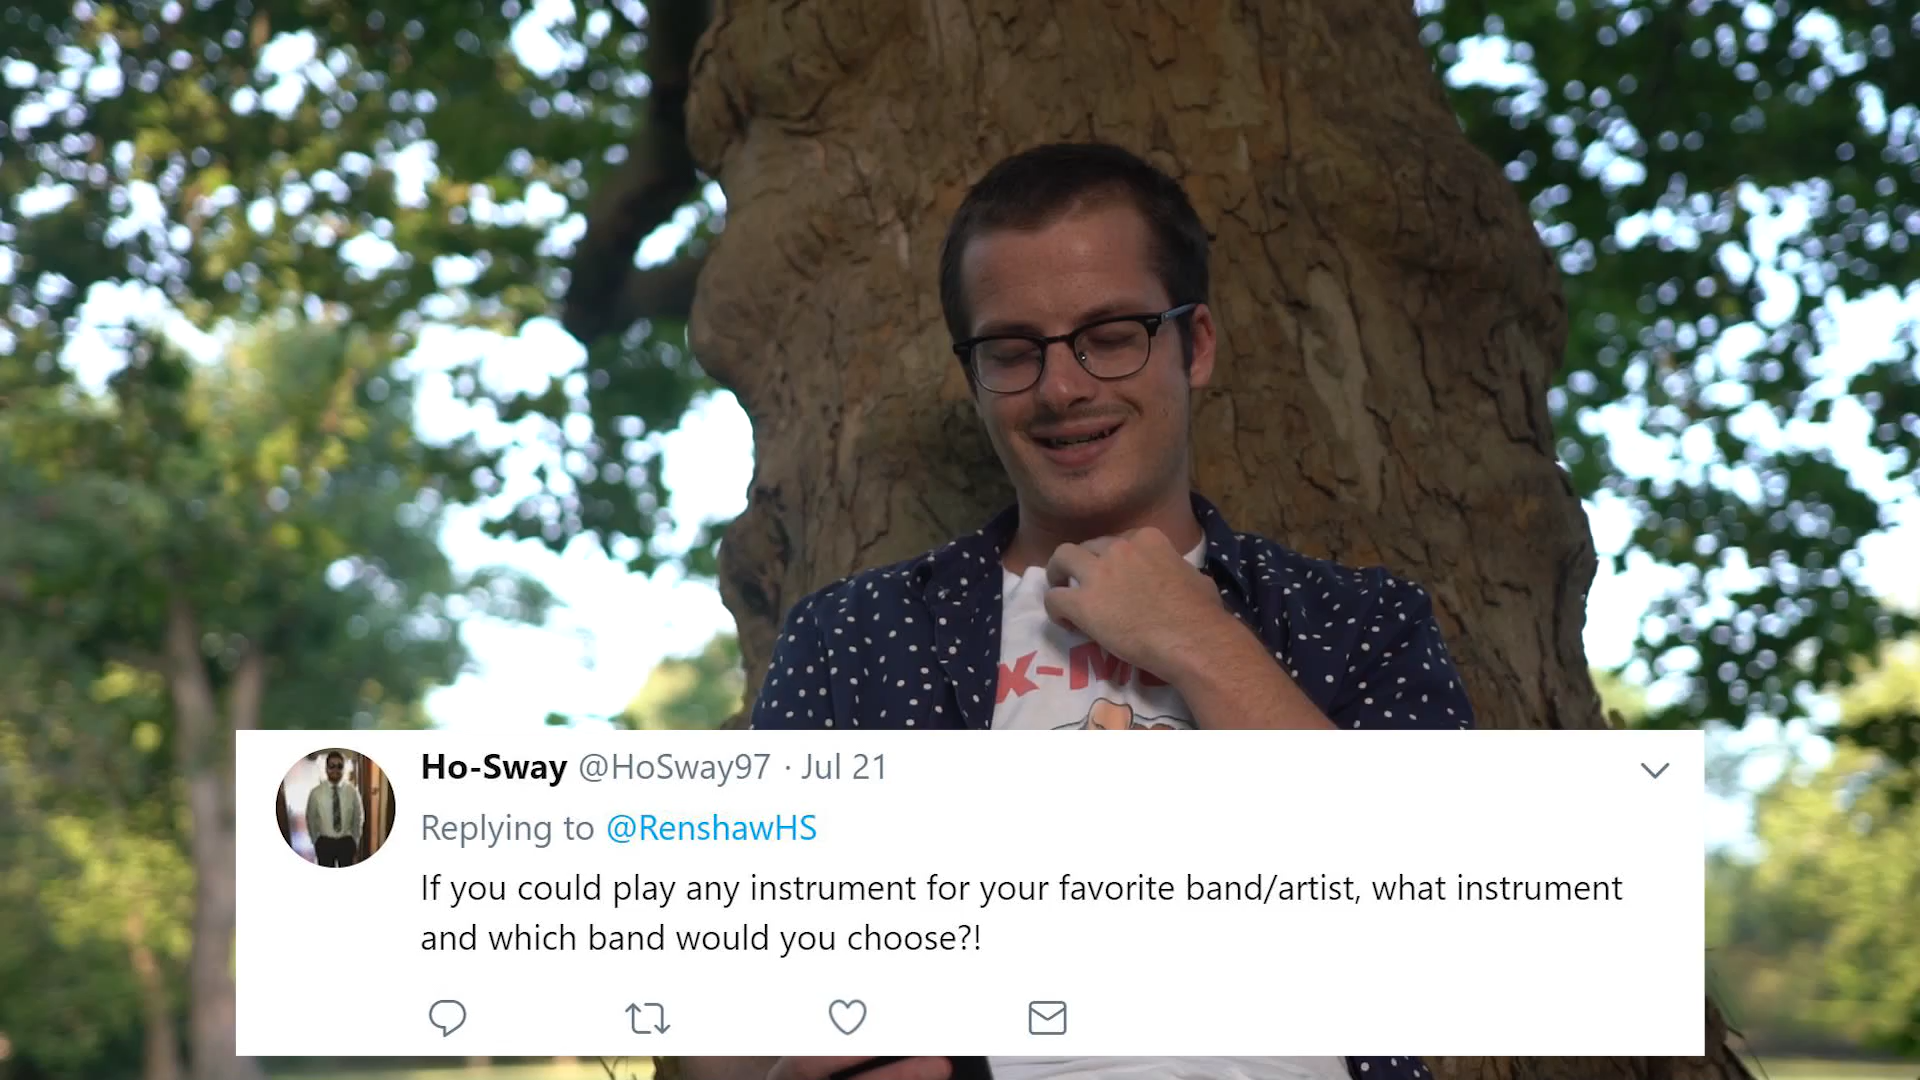 K-M
Ho-Sway @HoSway97 · Jul 21
Replying to @RenshawHS
If you could play any instrument for your favorite band/artist, what instrument
and which band would you choose?!